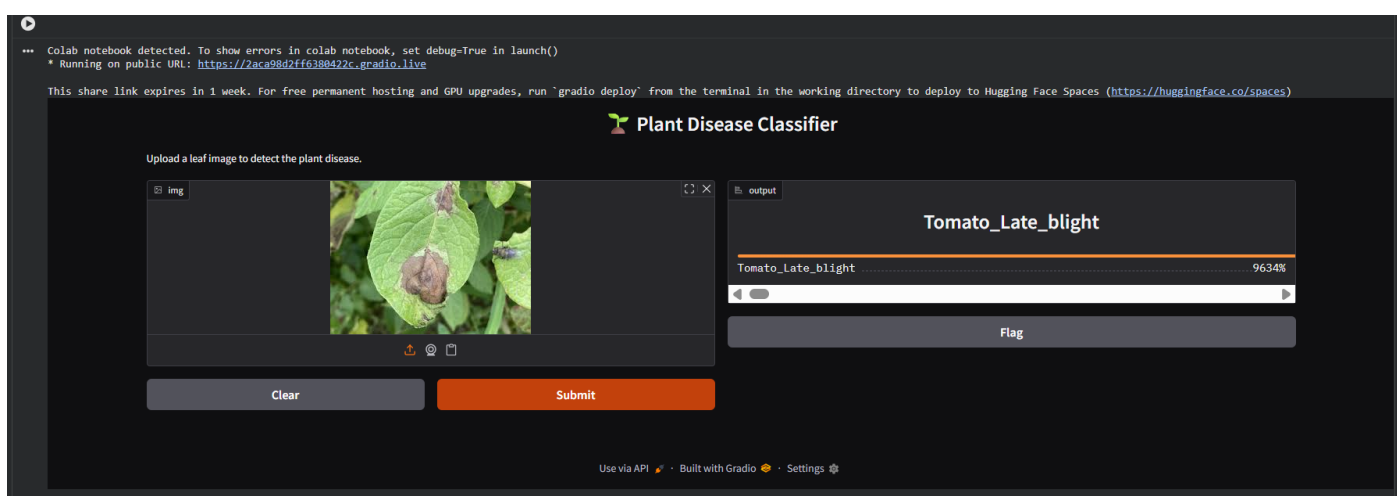 Colab notebook detected. To show errors in colab notebook, set debug=True in launch()
* Running on public URL: https://2aca98d2ff6380422c.gradio.live
This share link expires in 1 week. For free permanent hosting and GPU upgrades, run `gradio deploy` from the terminal in the working directory to deploy to Hugging Face Spaces (https://huggingface.co/spaces)
Plant Disease Classifier
Upload a leaf image to detect the plant disease.
img
output
Tomato_Late_blight
Tomato_Late_blight 9634%
Flag
Clear
Submit
Use via API · Built with Gradio · Settings